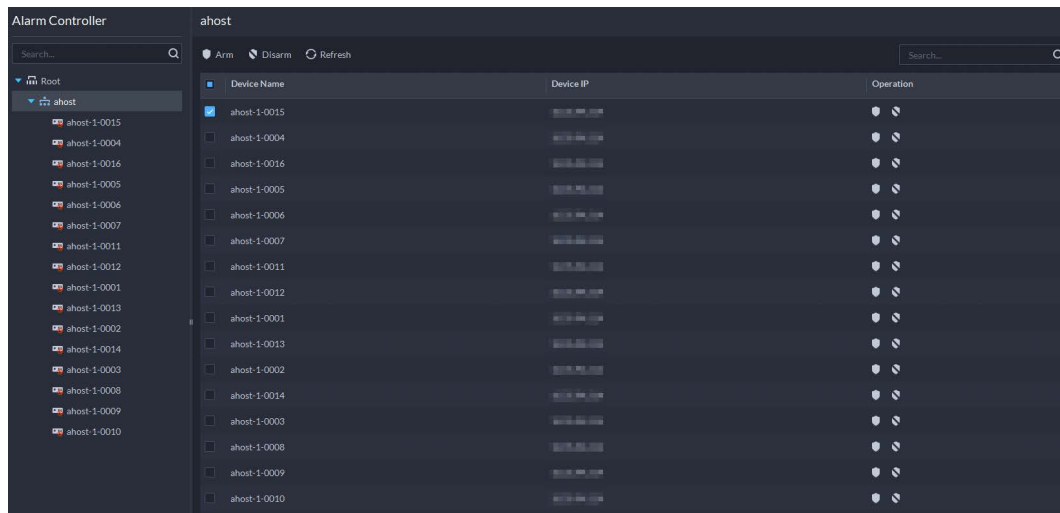 Alarm Controller
ahost
Search...
Arm Disarm Refresh
Search...
Root
ahost
ahost-1-0015
ahost-1-0004
ahost-1-0016
ahost-1-0005
ahost-1-0006
ahost-1-0007
ahost-1-0011
ahost-1-0012
ahost-1-0001
ahost-1-0013
ahost-1-0002
ahost-1-0014
ahost-1-0003
ahost-1-0008
ahost-1-0009
ahost-1-0010
Device Name Device IP Operation
ahost-1-0015
ahost-1-0004
ahost-1-0016
ahost-1-0005
ahost-1-0006
ahost-1-0007
ahost-1-0011
ahost-1-0012
ahost-1-0001
ahost-1-0013
ahost-1-0002
ahost-1-0014
ahost-1-0003
ahost-1-0008
ahost-1-0009
ahost-1-0010